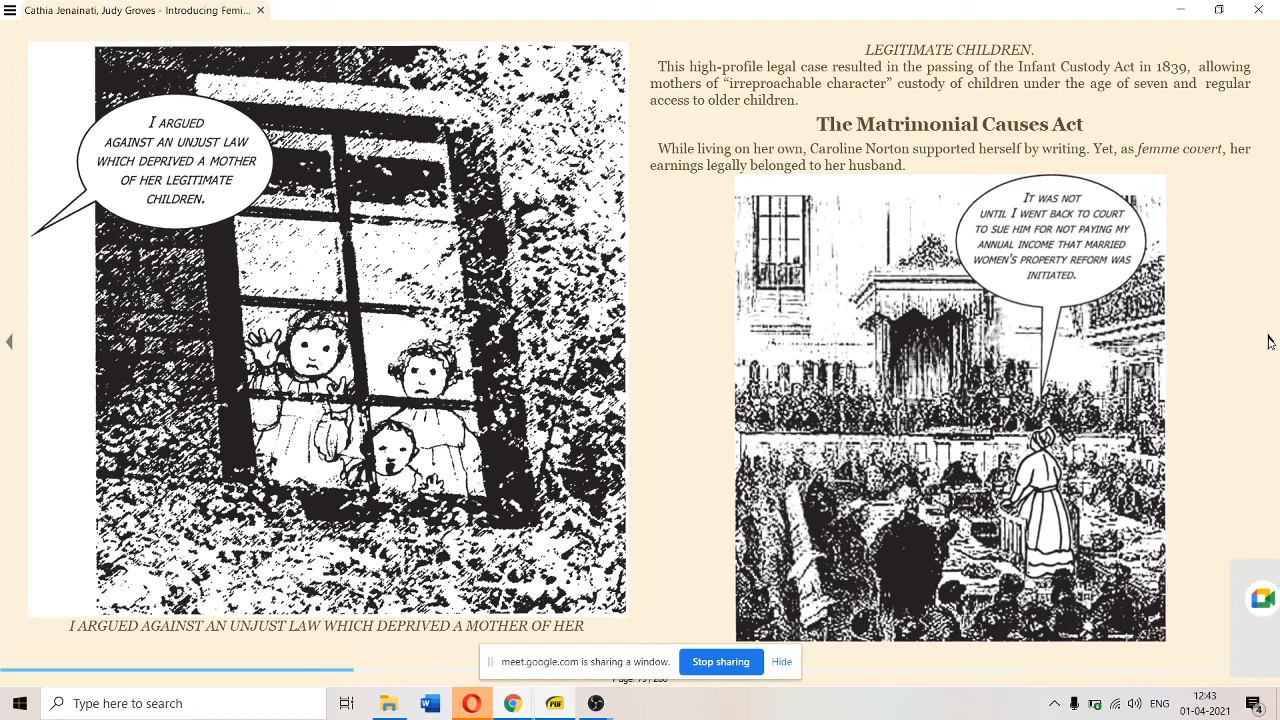 Cathia Jenainati, Judy Groves - Introducing Femi...
I ARGUED
AGAINST AN UNJUST LAW
WHICH DEPRIVED A MOTHER
OF HER LEGITIMATE
CHILDREN.
I ARGUED AGAINST AN UNJUST LAW WHICH DEPRIVED A MOTHER OF HER
LEGITIMATE CHILDREN.
This high-profile legal case resulted in the passing of the Infant Custody Act in 1839, allowing
mothers of “irreproachable character” custody of children under the age of seven and regular
access to older children.
The Matrimonial Causes Act
While living on her own, Caroline Norton supported herself by writing. Yet, as femme covert, her
earnings legally belonged to her husband.
IT WAS NOT
UNTIL I WENT BACK TO COURT
TO SUE HIM FOR NOT PAYING MY
ANNUAL INCOME THAT MARRIED
WOMEN'S PROPERTY REFORM WAS
INITIATED.
meet.google.com is sharing a window.
Stop sharing
Hide
Type here to search
PDF
ENG
12:43
01-04-2021
4